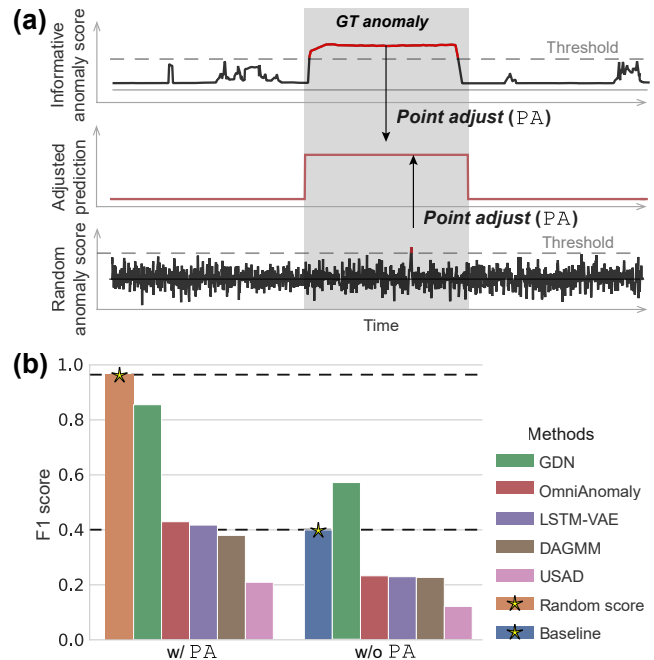 (a)
GT anomaly
Informative
anomaly score
Threshold
Point adjust (PA)
Adjusted
prediction
Point adjust (PA)
Random
anomaly score
Threshold
Time
(b)
F1 score
1.0
0.8
0.6
0.4
0.2
0.0
w/ PA
w/o PA
Methods
GDN
OmniAnomaly
LSTM-VAE
DAGMM
USAD
Random score
Baseline